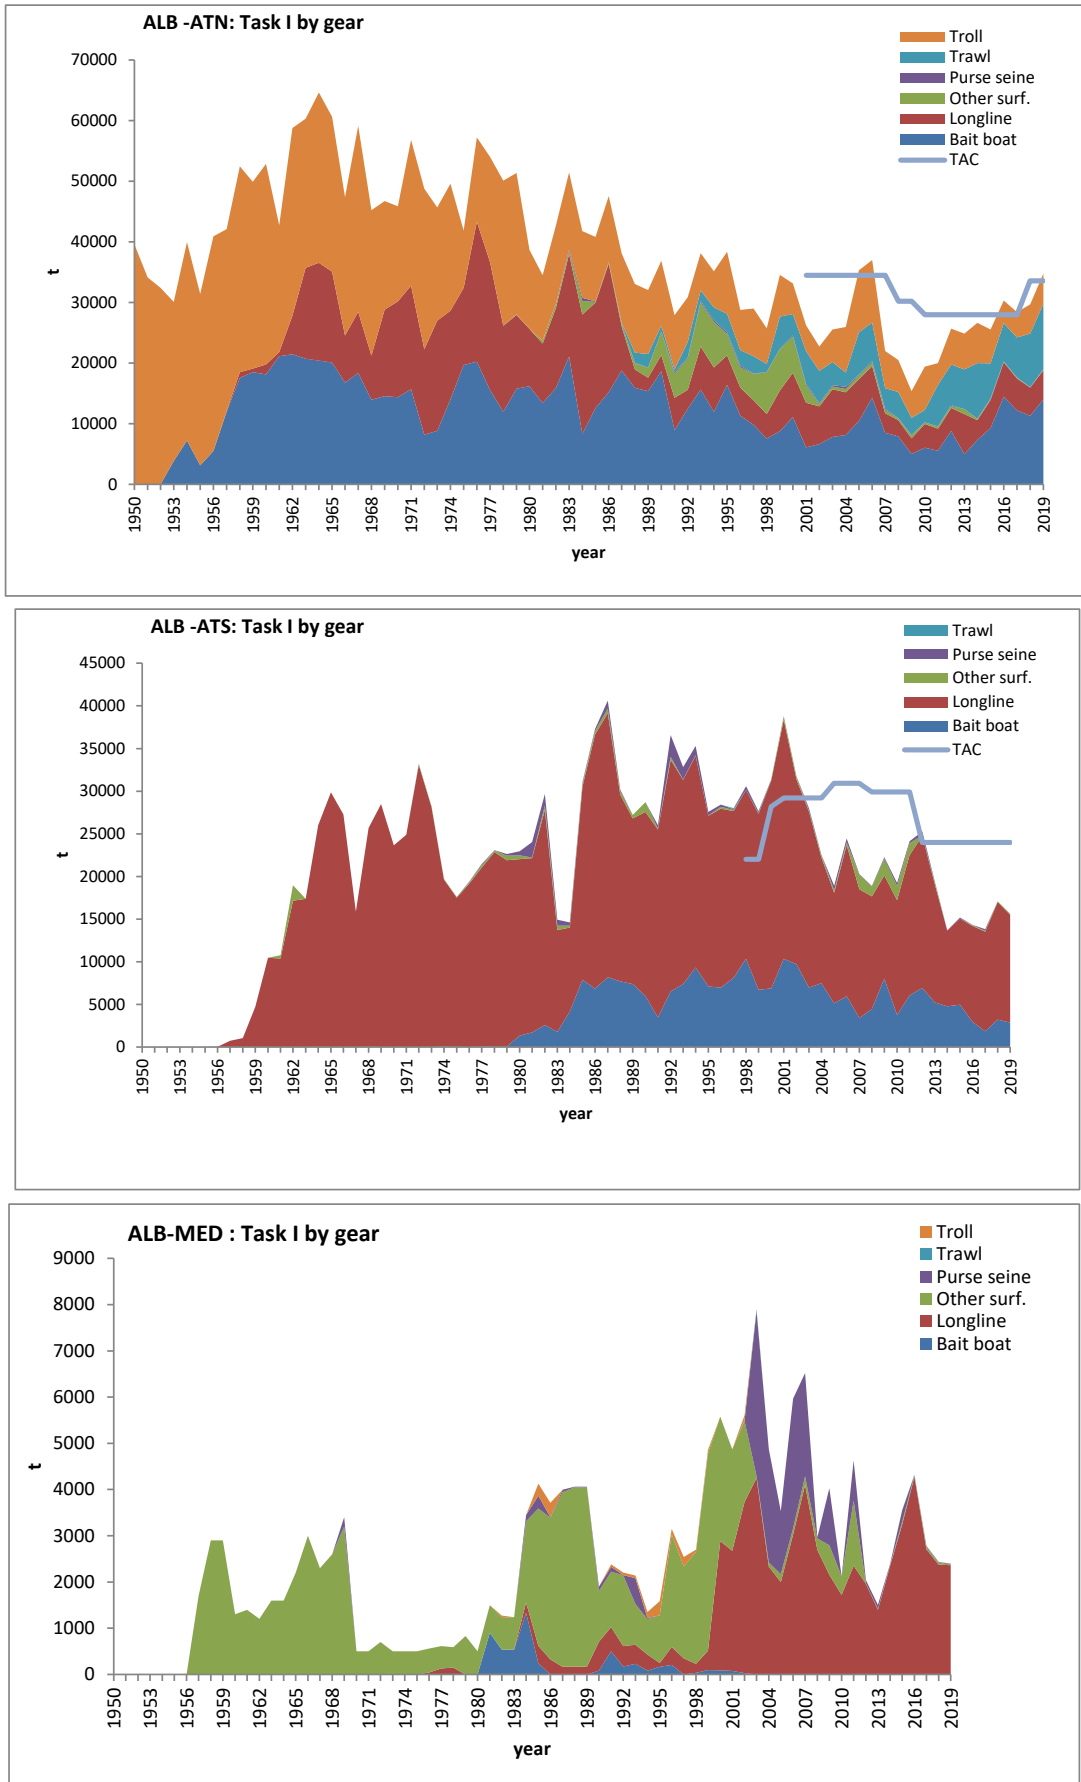 ALB -ATN: Task I by gear
Troll
Trawl
Purse seine
Other surf.
Longline
Bait boat
TAC
70000
60000
50000
40000
30000
20000
10000
0
t
1950 1953 1956 1959 1962 1965 1968 1971 1974 1977 1980 1983 1986 1989 1992 1995 1998 2001 2004 2007 2010 2013 2016 2019
year
ALB -ATS: Task I by gear
Trawl
Purse seine
Other surf.
Longline
Bait boat
TAC
45000
40000
35000
30000
25000
20000
15000
10000
5000
0
t
1950 1953 1956 1959 1962 1965 1968 1971 1974 1977 1980 1983 1986 1989 1992 1995 1998 2001 2004 2007 2010 2013 2016 2019
year
ALB-MED : Task I by gear
Troll
Trawl
Purse seine
Other surf.
Longline
Bait boat
9000
8000
7000
6000
5000
4000
3000
2000
1000
0
t
1950 1953 1956 1959 1962 1965 1968 1971 1974 1977 1980 1983 1986 1989 1992 1995 1998 2001 2004 2007 2010 2013 2016 2019
year